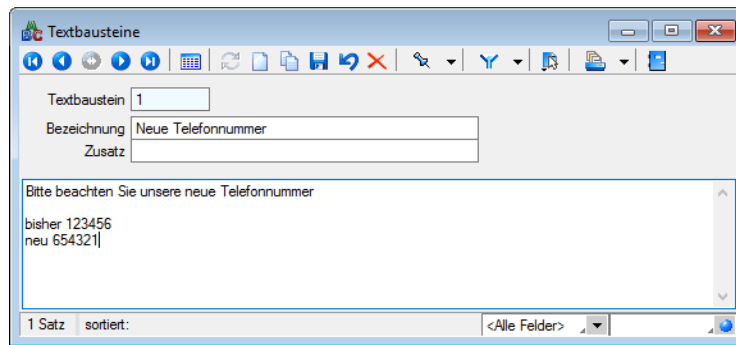 Textbausteine
Textbaustein 1
Bezeichnung Neue Telefonnummer
Zusatz
Bitte beachten Sie unsere neue Telefonnummer
bisher 123456
neu 654321
1 Satz sortiert: <Alle Felder>